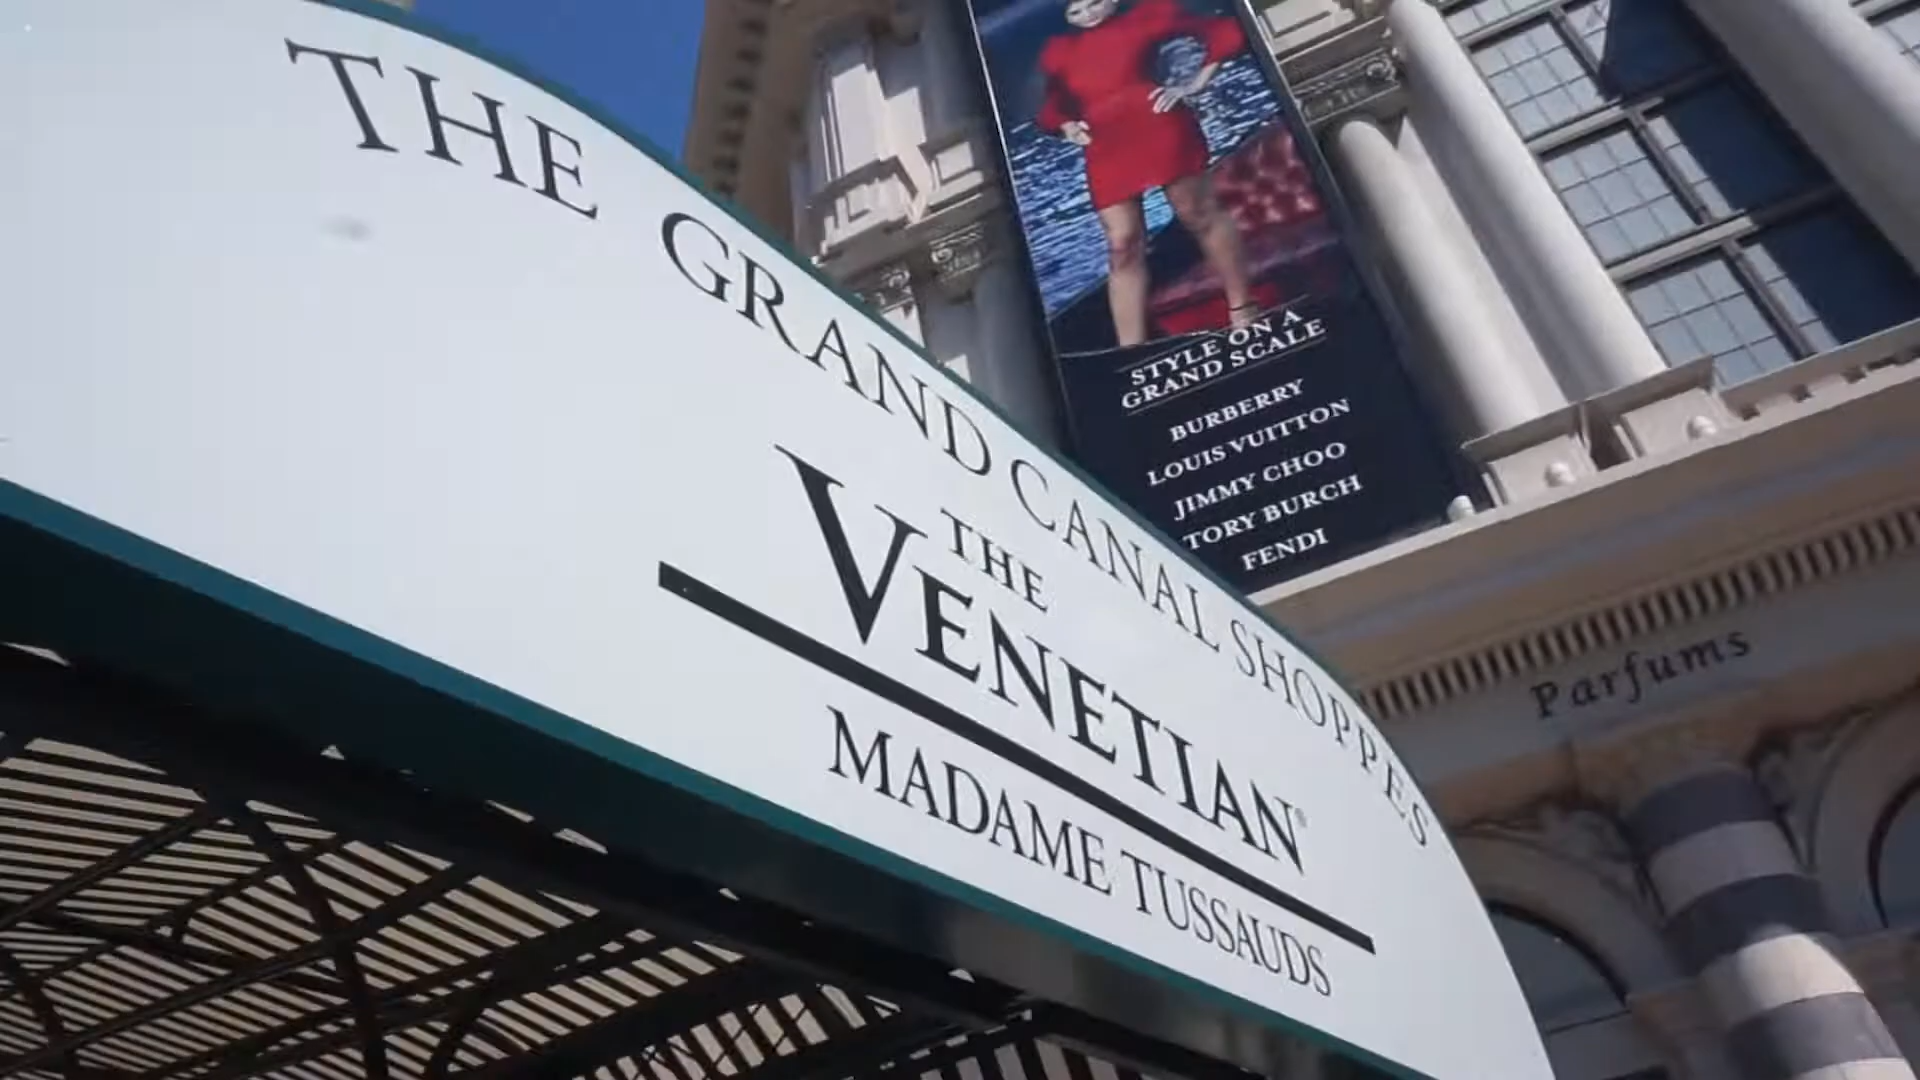 THE GRAND CANAL SHOPPES
THE
VENETIAN®
MADAME TUSSAUDS
STYLE ON A
GRAND SCALE
BURBERRY
LOUIS VUITTON
JIMMY CHOO
TORY BURCH
FENDI
Parfums